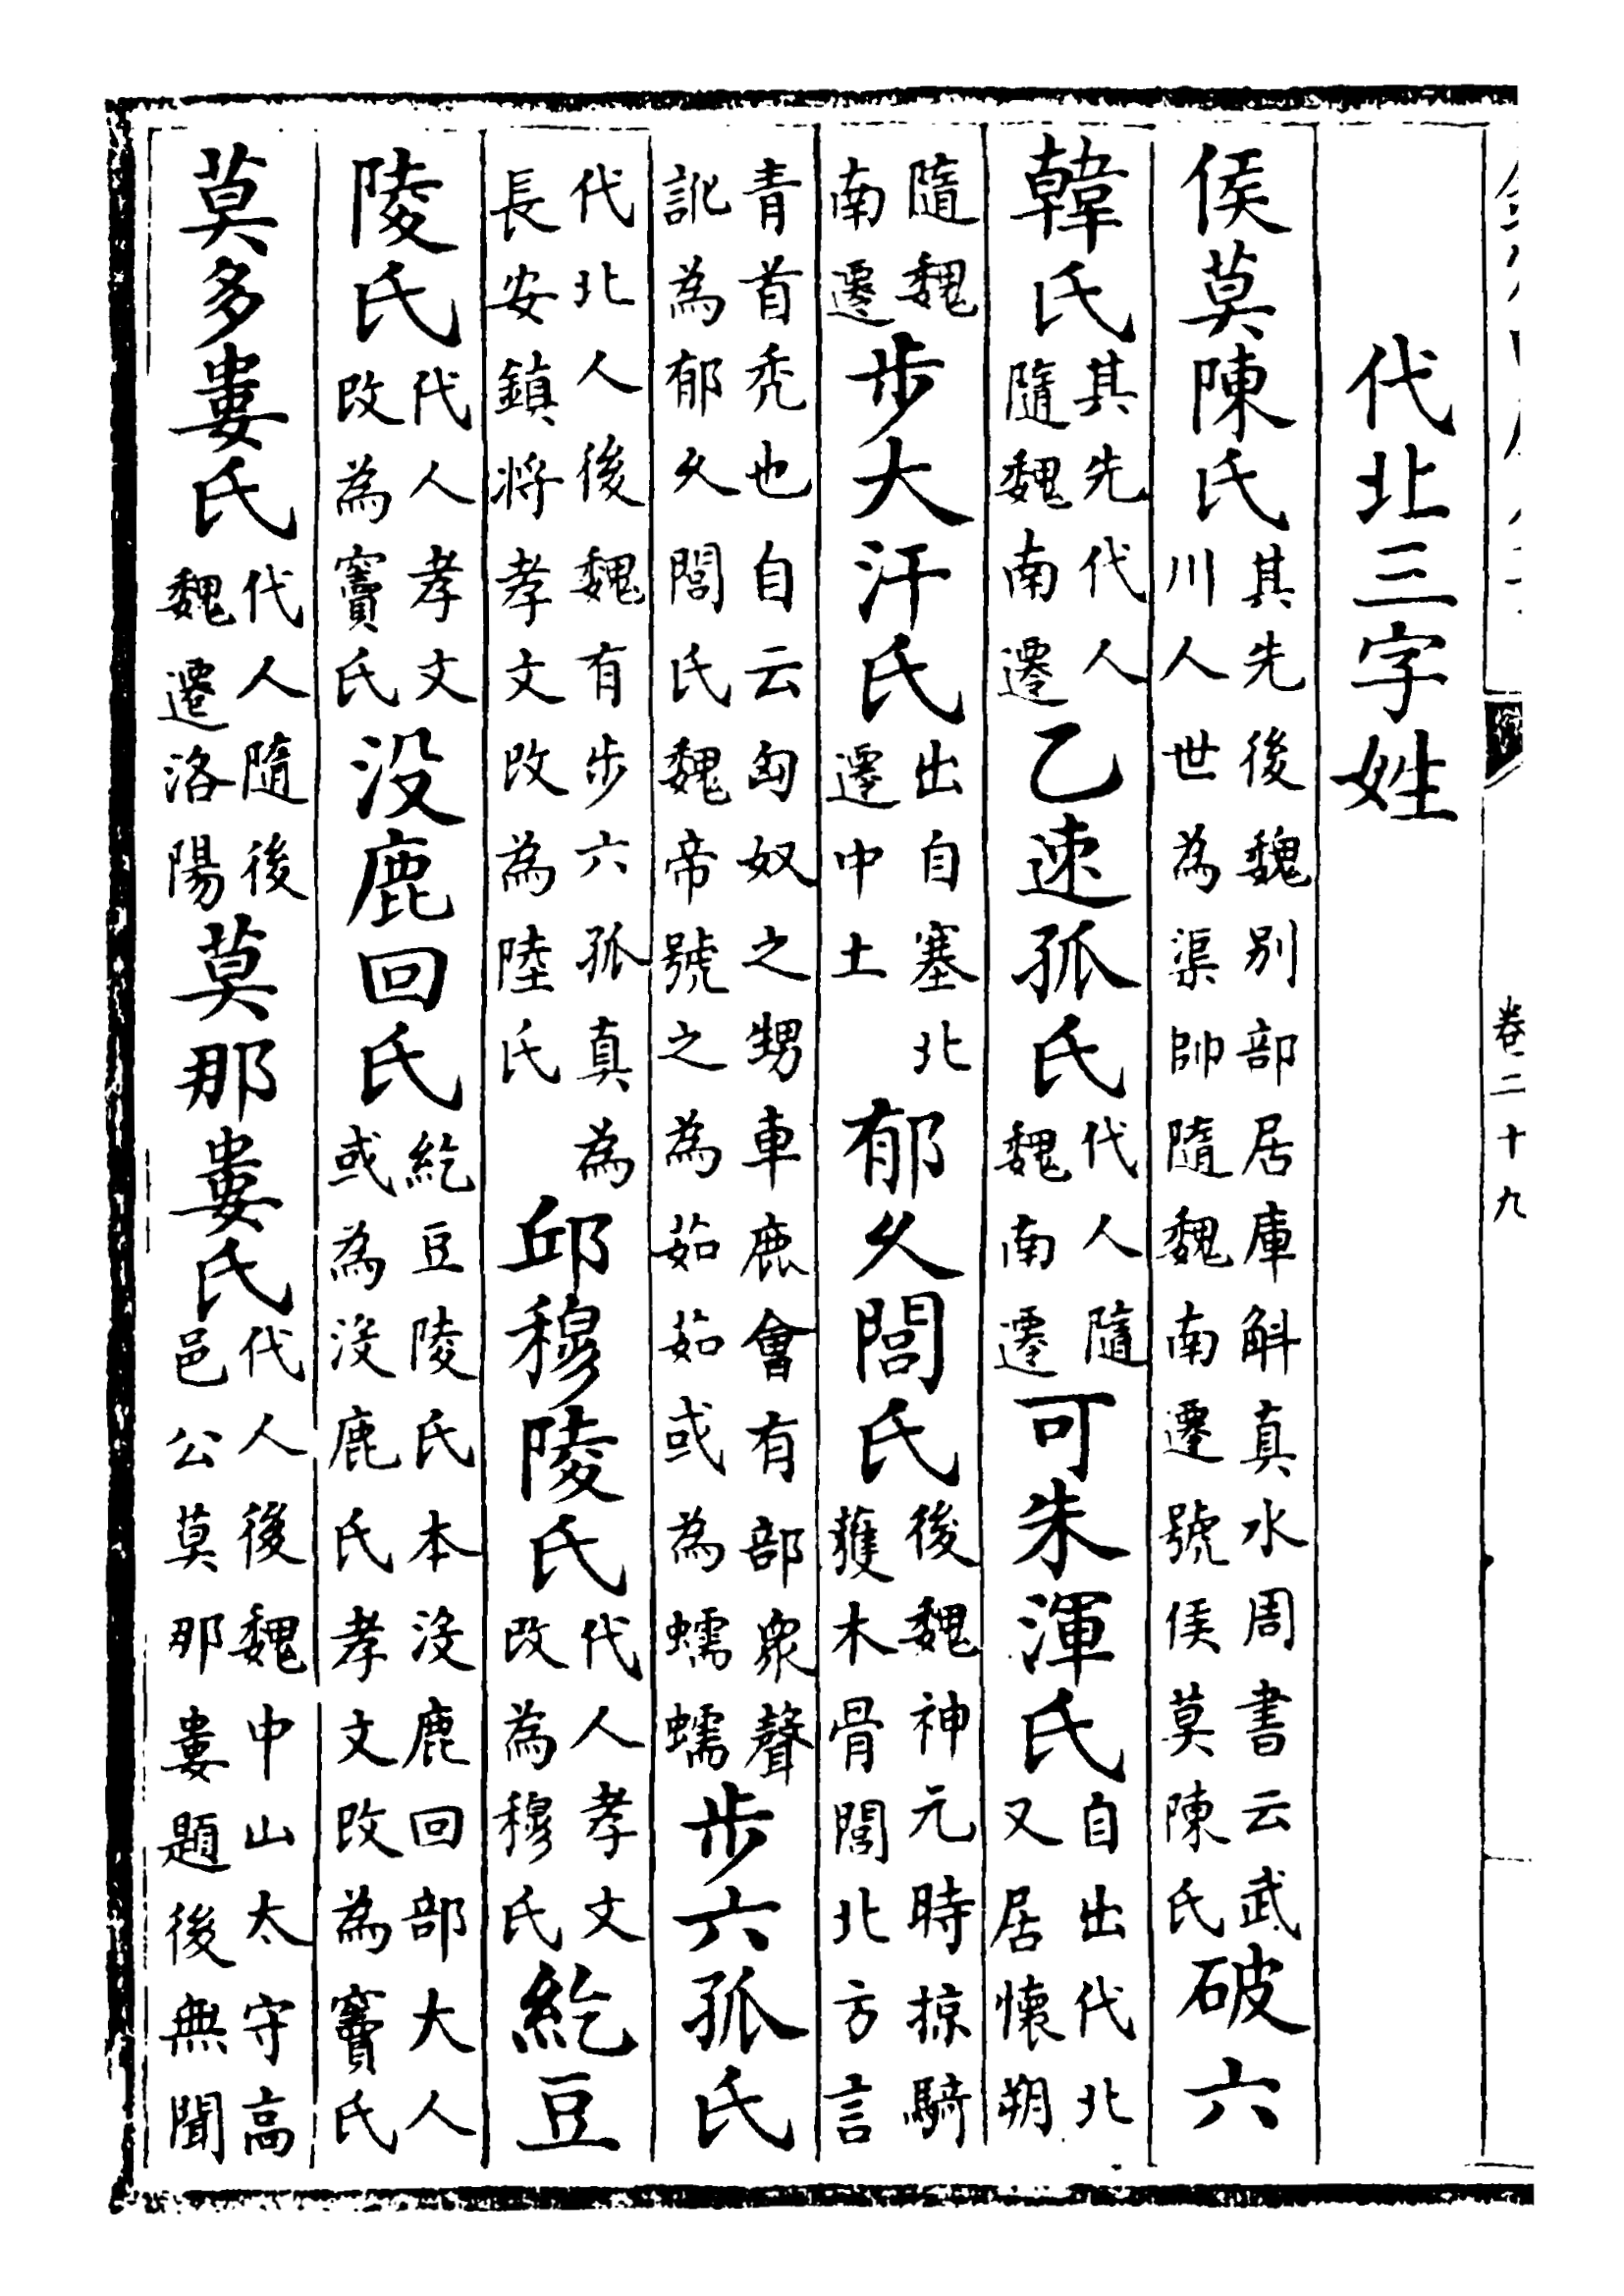 卷二十九
代北三字姓
侯莫陳氏其先後魏別部居庫斛真水周書云武川人世為渠帥隨魏南遷號侯莫陳氏破六
韓氏其先代人隨魏南遷乙速孤氏代人隨魏南遷可朱渾氏自出代北又居懷朔
隨魏南遷步大汗氏出自塞北遷中土郁久閭氏後魏神元時掠騎獲木骨閭北方言
青首禿也自云匈奴之甥車鹿會有部衆聲訛為郁久閭氏魏帝號之為茹茹或為蠕蠕步六孤氏
代北人後魏有步六孤真為長安鎮將孝文改為陸氏邱穆陵氏代人孝文改為穆氏紇豆
陵氏代人孝文改為竇氏没鹿回氏紇豆陵氏本没鹿回部大人或為没鹿氏孝文改為竇氏
莫多婁氏代人隨後魏遷洛陽莫那婁氏代人後魏中山太守高邑公莫那婁題後無聞